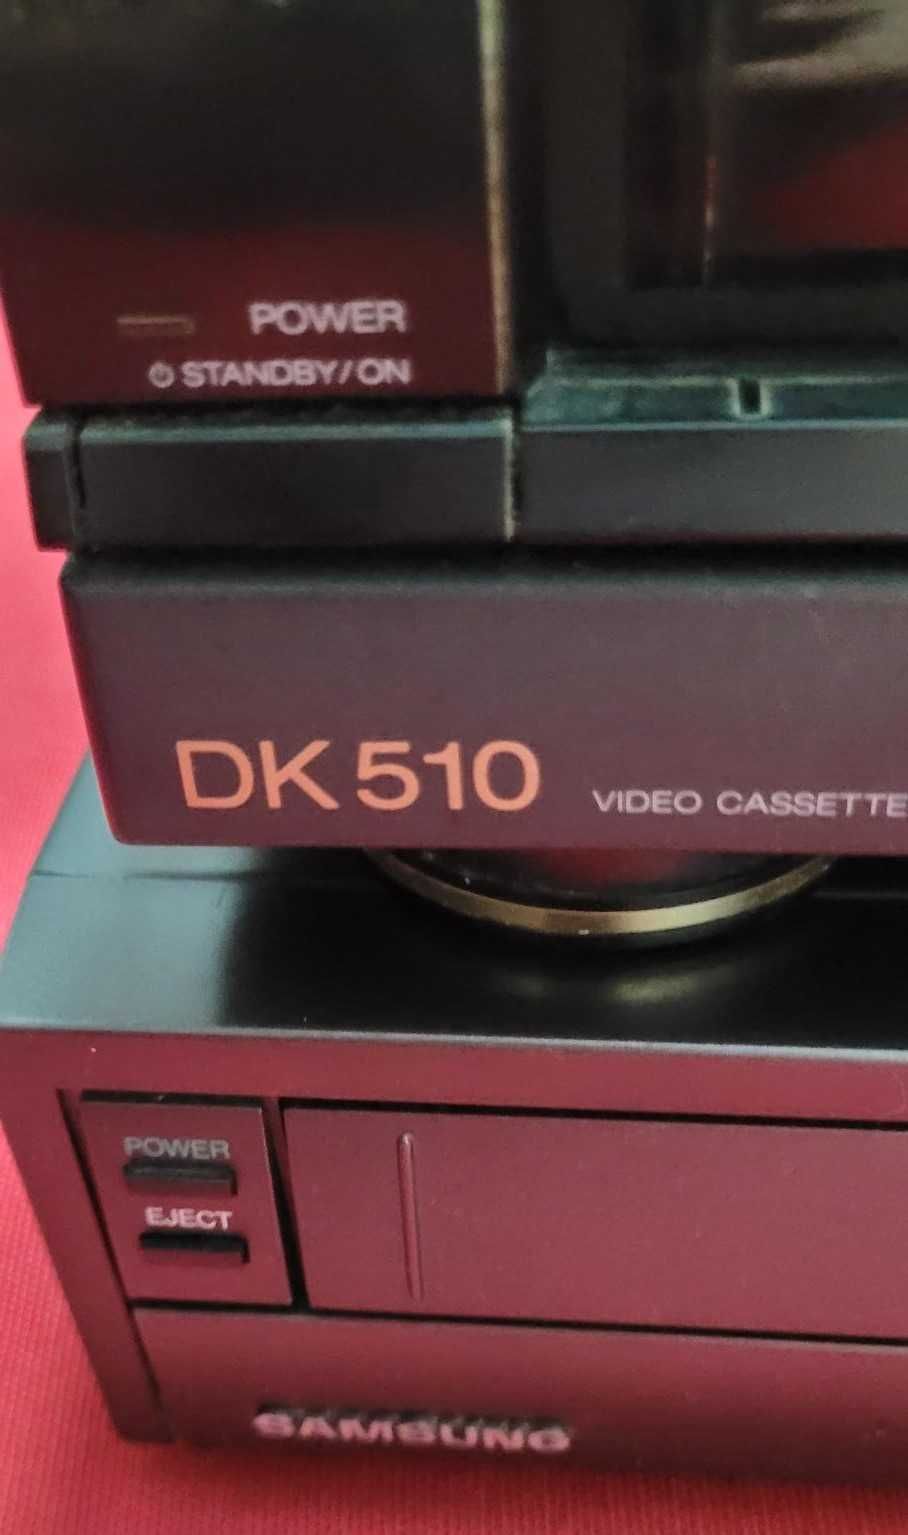 POWER
⏻ STANDBY/ON
DK 510 VIDEO CASSETTE
POWER
EJECT
SAMSUNG